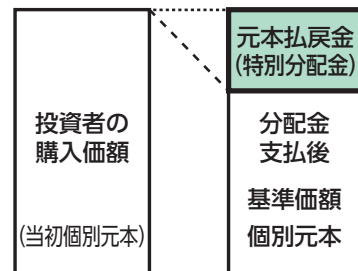 投資者の
購入価額
(当初個別元本)
元本払戻金
(特別分配金)
分配金
支払後
基準価額
個別元本